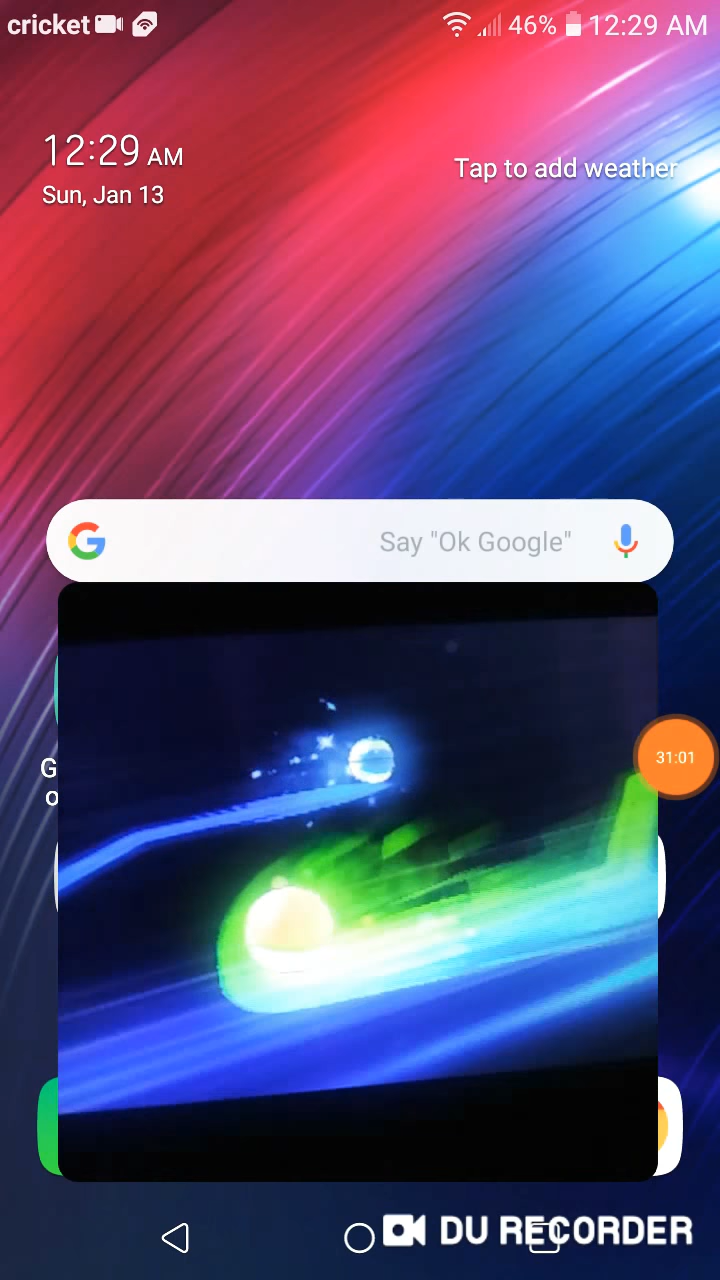 cricket 46% 12:29 AM
12:29 AM
Sun, Jan 13
Tap to add weather
Say "Ok Google"
31:01
G
o
DU RECORDER